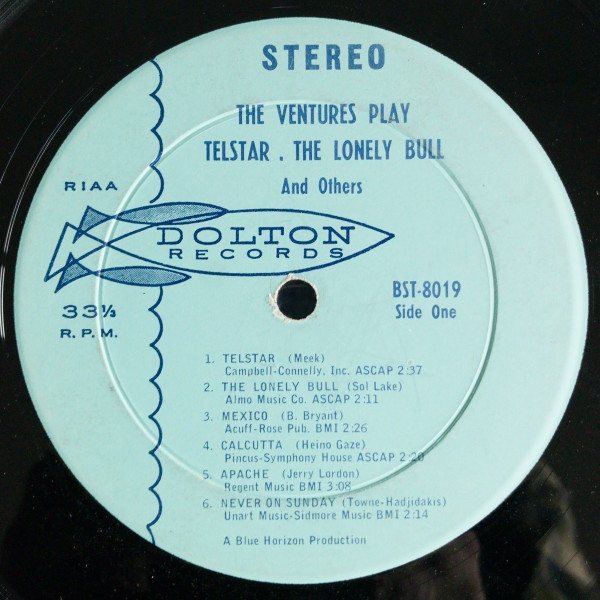 STEREO
THE VENTURES PLAY
TELSTAR . THE LONELY BULL
And Others
RIAA
DOLTON
RECORDS
33⅓
R.P.M.
BST-8019
Side One
1. TELSTAR (Meek)
Campbell-Connelly, Inc. ASCAP 2:37
2. THE LONELY BULL (Sol Lake)
Almo Music Co. ASCAP 2:11
3. MEXICO (B. Bryant)
Acuff-Rose Pub. BMI 2:26
4. CALCUTTA (Heino Gaze)
Pincus-Symphony House ASCAP 2:20
5. APACHE (Jerry Lordon)
Regent Music BMI 3:08
6. NEVER ON SUNDAY (Towne-Hadjidakis)
Unart Music-Sidmore Music BMI 2:14
A Blue Horizon Production